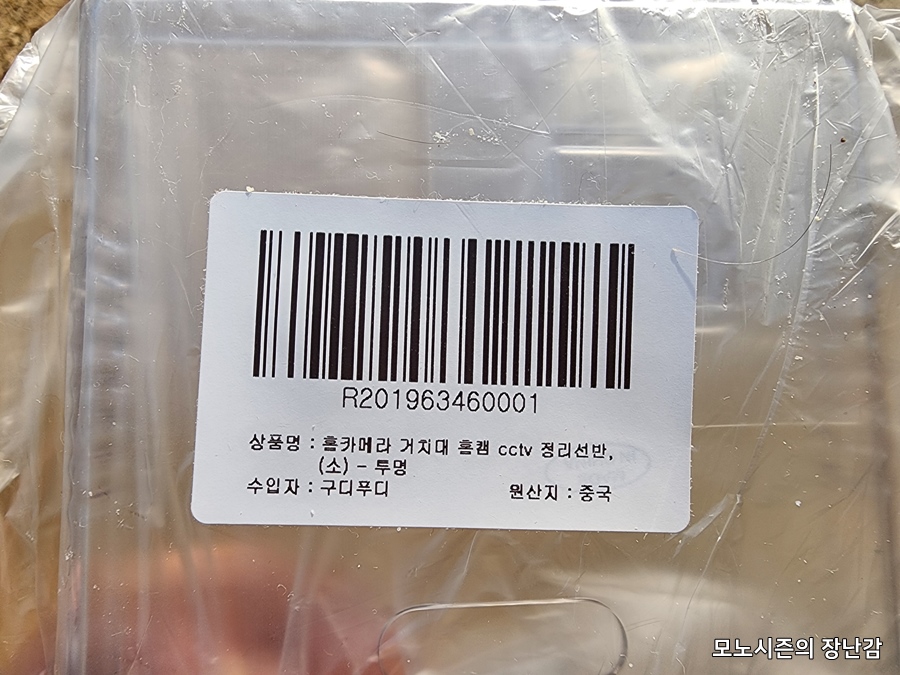 R201963460001
상품명 : 홈카메라 거치대 홈캠 cctv 정리선반,
(소) - 투명
수입자 : 구디푸디 원산지 : 중국
모노시즌의 장난감